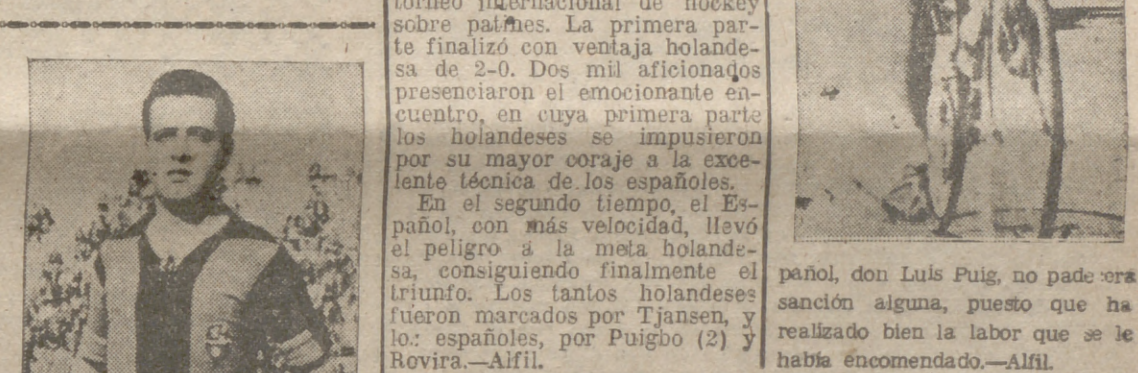 torneo internacional de hockey
sobre patines. La primera par-
te finalizó con ventaja holande-
sa de 2-0. Dos mil aficionados
presenciaron el emocionante en-
cuentro, en cuya primera parte
los holandeses se impusieron
por su mayor coraje a la exce-
lente técnica de los españoles.
En el segundo tiempo, el Es-
pañol, con más velocidad, llevó
el peligro a la meta holande-
sa, consiguiendo finalmente el
triunfo. Los tantos holandeses
fueron marcados por Tjansen, y
lo: españoles, por Puigbo (2) y
Rovira.—Alfil.
pañol, don Luis Puig, no padecera
sanción alguna, puesto que ha
realizado bien la labor que se le
había encomendado.—Alfil.